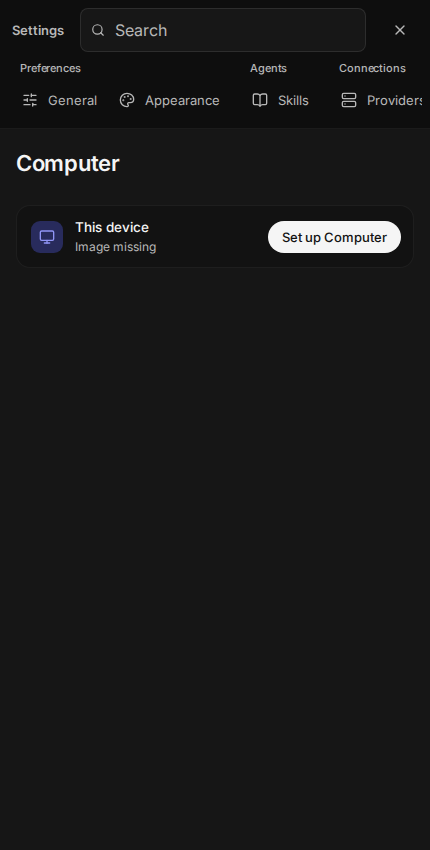 Settings
Search
Preferences
Agents
Connections
General
Appearance
Skills
Providers
Computer
This device
Image missing
Set up Computer